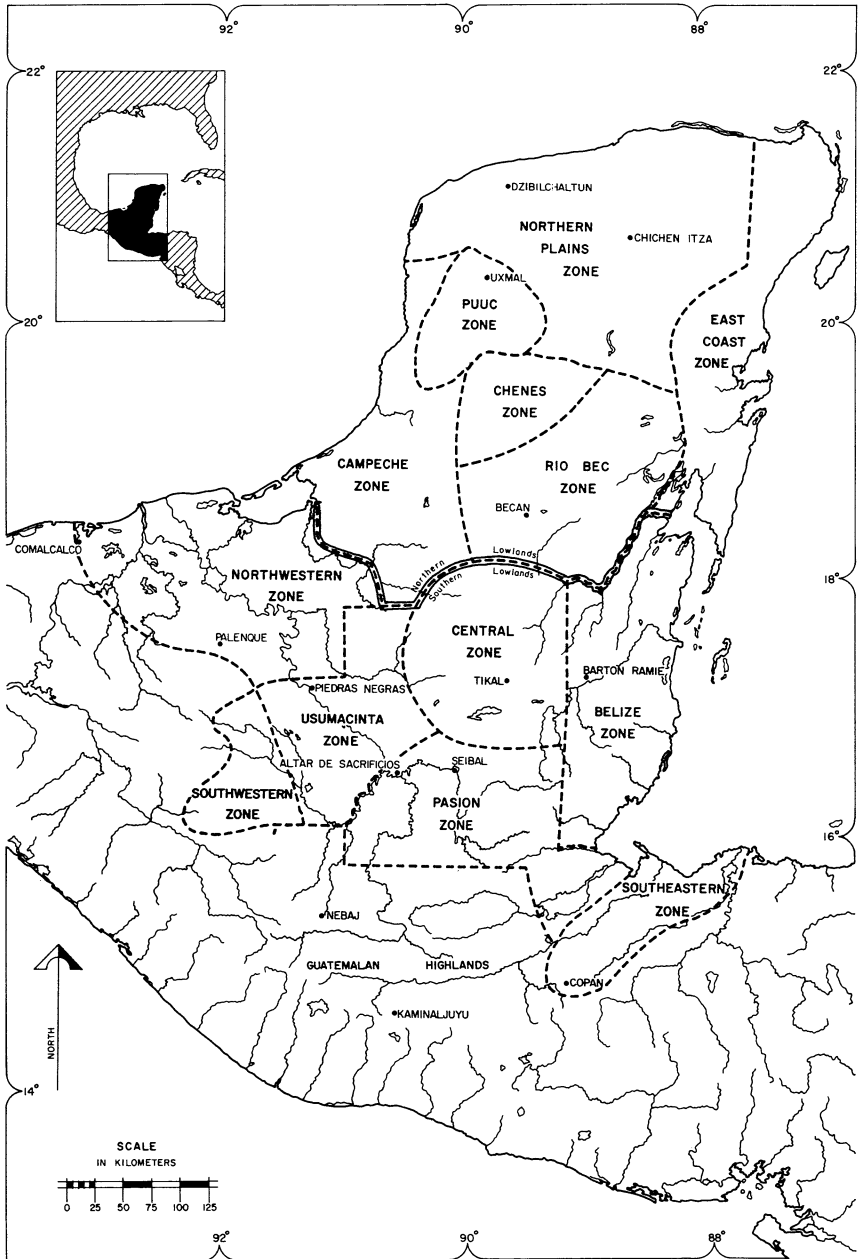 92°
90°
88°
22°
22°
DZIBILCHALTUN
NORTHERN
PLAINS
ZONE
CHICHEN ITZA
UXMAL
PUUC
ZONE
20°
20°
EAST
COAST
ZONE
CHENES
ZONE
CAMPECHE
ZONE
RIO BEC
ZONE
BECAN
COMALCALCO
Northern
Lowlands
Southern
Lowlands
18°
NORTHWESTERN
ZONE
CENTRAL
ZONE
PALENQUE
TIKAL
BARTON RAMIE
PIEDRAS NEGRAS
BELIZE
ZONE
USUMACINTA
ZONE
ALTAR DE SACRIFICIOS
SEIBAL
SOUTHWESTERN
ZONE
PASION
ZONE
16°
SOUTHEASTERN
ZONE
NEBAJ
GUATEMALAN HIGHLANDS
COPAN
KAMINALJUYU
NORTH
14°
SCALE
IN KILOMETERS
0 25 50 75 100 125
92°
90°
88°